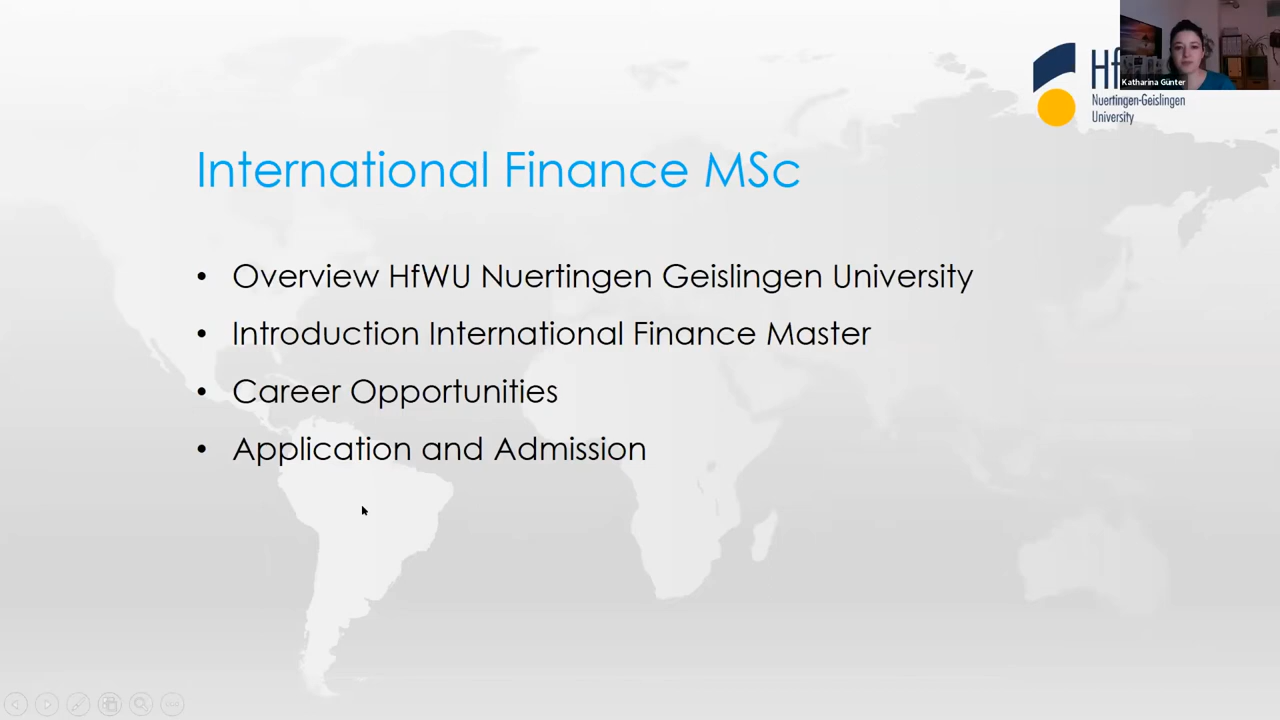 Katharina Günter
Nuertingen-Geislingen
University
International Finance MSc
• Overview HfWU Nuertingen Geislingen University
• Introduction International Finance Master
• Career Opportunities
• Application and Admission